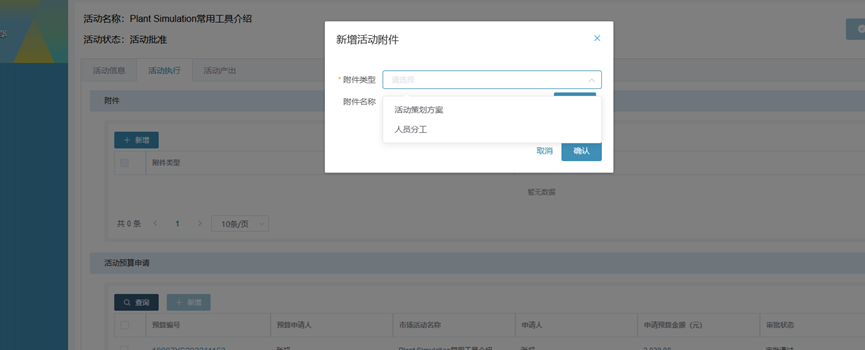 活动名称：Plant Simulation常用工具介绍
活动状态：活动批准
活动信息 活动执行 活动产出
附件
新增
附件类型
暂无数据
共 0 条 1 10条/页
新增活动附件
*附件类型 请选择
附件名称
活动策划方案
人员分工
取消 确认
活动预算申请
查询 新增
预算编号 预算申请人 市场活动名称 申请人 申请预算金额（元） 审批状态
Plant Simulation常用工具介绍